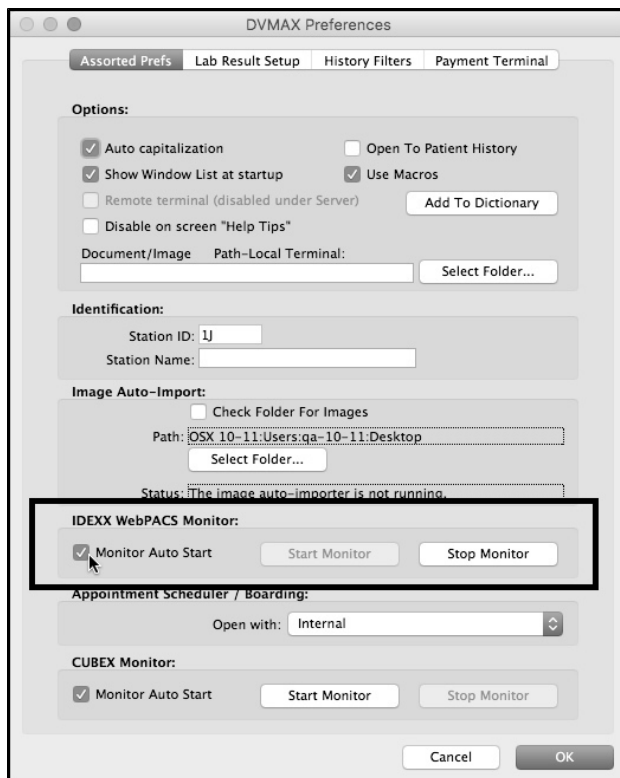 DVMAX Preferences
Assorted Prefs Lab Result Setup History Filters Payment Terminal
Options:
Auto capitalization Open To Patient History
Show Window List at startup Use Macros
Remote terminal (disabled under Server) Add To Dictionary
Disable on screen "Help Tips"
Document/Image Path-Local Terminal:
Select Folder...
Identification:
Station ID: 1J
Station Name:
Image Auto-Import:
Check Folder For Images
Path: OSX 10-11:Users:qa-10-11:Desktop
Select Folder...
Status: The image auto-importer is not running.
IDEXX WebPACS Monitor:
Monitor Auto Start Start Monitor Stop Monitor
Appointment Scheduler / Boarding:
Open with: Internal
CUBEX Monitor:
Monitor Auto Start Start Monitor Stop Monitor
Cancel OK